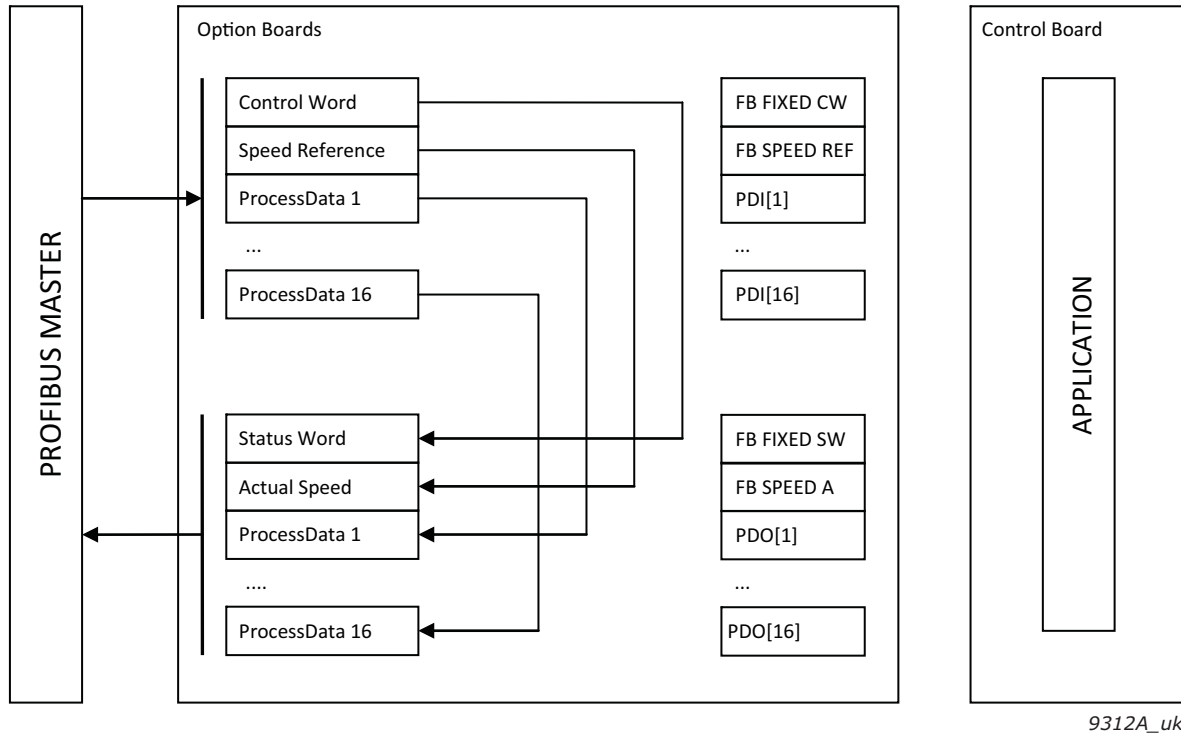 PROFIBUS MASTER
Option Boards
Control Word
Speed Reference
ProcessData 1
...
ProcessData 16
Status Word
Actual Speed
ProcessData 1
....
ProcessData 16
FB FIXED CW
FB SPEED REF
PDI[1]
...
PDI[16]
FB FIXED SW
FB SPEED A
PDO[1]
...
PDO[16]
Control Board
APPLICATION
9312A_uk